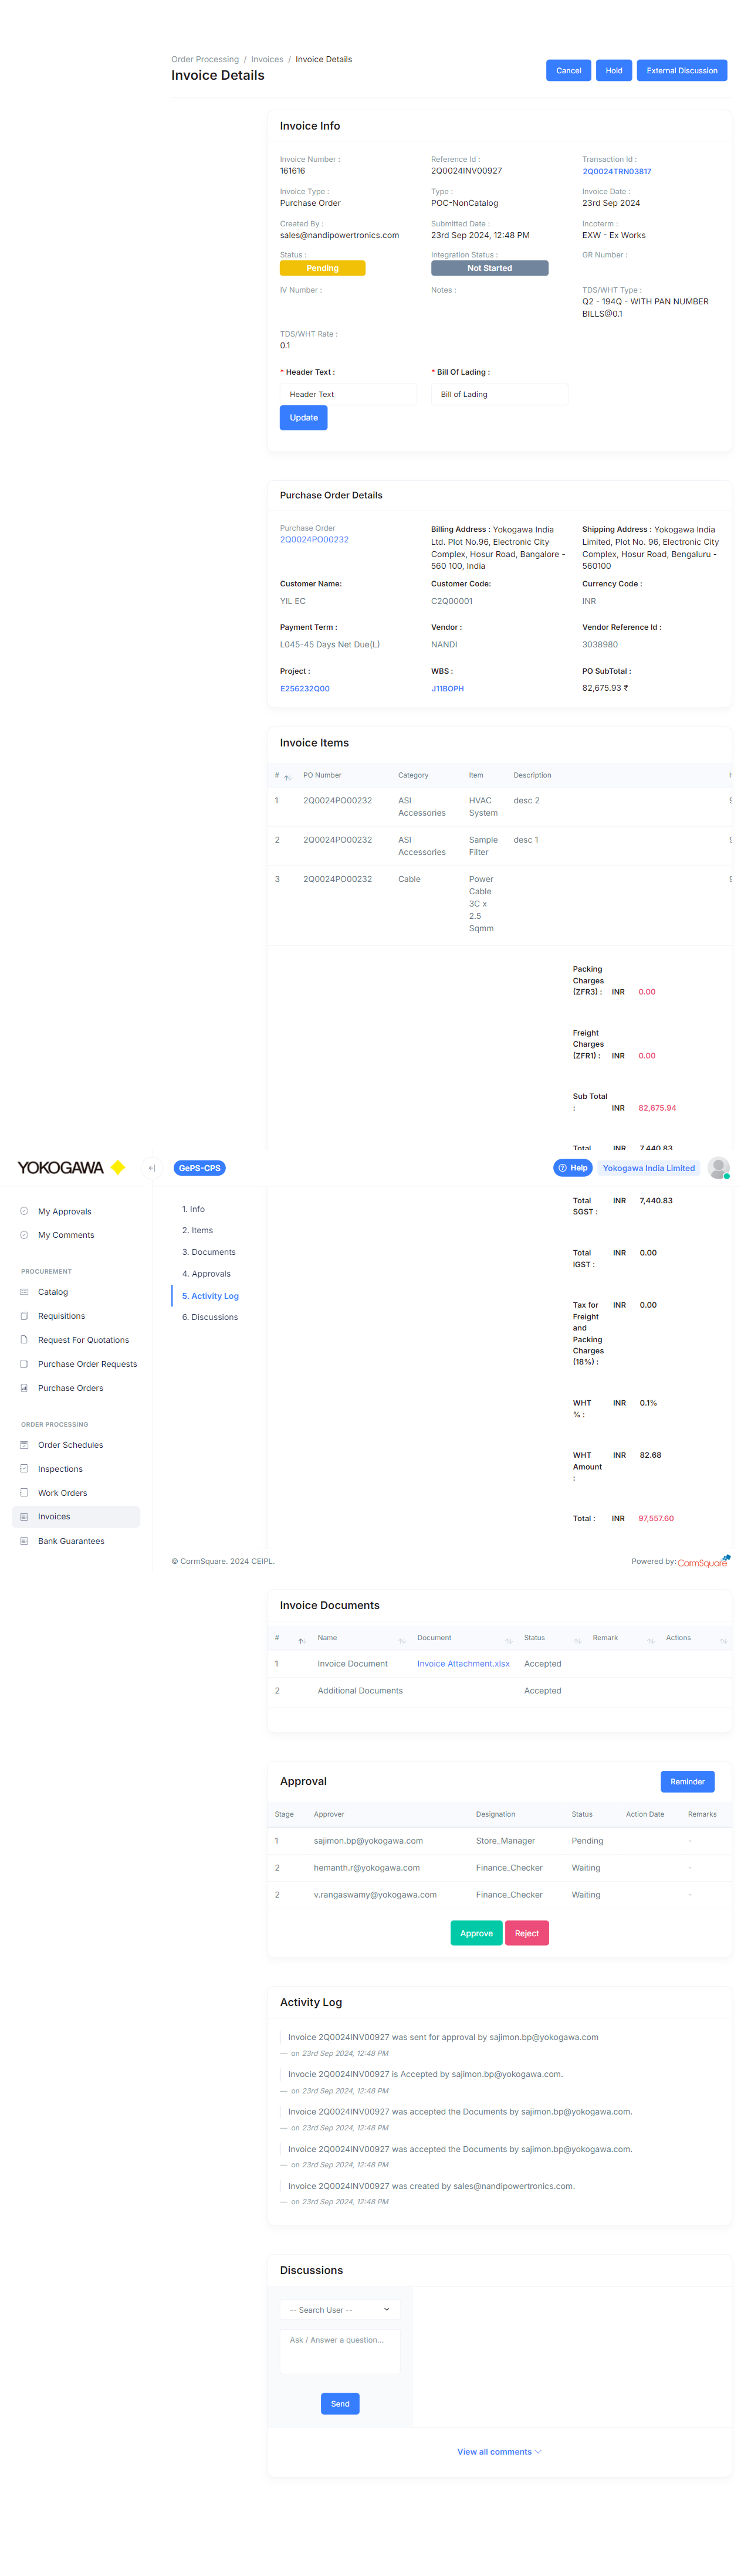 Order Processing / Invoices / Invoice Details
Invoice Details
Cancel
Hold
External Discussion
Invoice Info
Invoice Number :
Reference Id :
Transaction Id :
161616
2Q0024INV00927
2Q0024TRN03817
Invoice Type :
Type :
Invoice Date :
Purchase Order
POC-NonCatalog
23rd Sep 2024
Created By :
Submitted Date :
Incoterm :
sales@nandipowertronics.com
23rd Sep 2024, 12:48 PM
EXW - Ex Works
Status :
Integration Status :
GR Number :
Pending
Not Started
IV Number :
Notes :
TDS/WHT Type :
Q2 - 194Q - WITH PAN NUMBER
BILLS@0.1
TDS/WHT Rate :
0.1
* Header Text :
* Bill Of Lading :
Header Text
Bill of Lading
Update
Purchase Order Details
Purchase Order
2Q0024PO00232
Billing Address : Yokogawa India
Ltd. Plot No.96, Electronic City
Complex, Hosur Road, Bangalore -
560 100, India
Shipping Address : Yokogawa India
Limited, Plot No. 96, Electronic City
Complex, Hosur Road, Bengaluru -
560100
Customer Name:
Customer Code:
Currency Code :
YIL EC
C2Q00001
INR
Payment Term :
Vendor :
Vendor Reference Id :
L045-45 Days Net Due(L)
NANDI
3038980
Project :
WBS :
PO SubTotal :
E256232Q00
J11BOPH
82,675.93 ₹
Invoice Items
# PO Number Category Item Description
1 2Q0024PO00232 ASI Accessories HVAC System desc 2
2 2Q0024PO00232 ASI Accessories Sample Filter desc 1
3 2Q0024PO00232 Cable Power Cable 3C x 2.5 Sqmm
Packing
Charges
(ZFR3) : INR 0.00
Freight
Charges
(ZFR1) : INR 0.00
Sub Total
: INR 82,675.94
Total INR 7,440.83
YOKOGAWA
GePS-CPS
Help
Yokogawa India Limited
My Approvals
My Comments
PROCUREMENT
Catalog
Requisitions
Request For Quotations
Purchase Order Requests
Purchase Orders
ORDER PROCESSING
Order Schedules
Inspections
Work Orders
Invoices
Bank Guarantees
1. Info
2. Items
3. Documents
4. Approvals
5. Activity Log
6. Discussions
Total INR 7,440.83
SGST :
Total INR 0.00
IGST :
Tax for INR 0.00
Freight
and
Packing
Charges
(18%) :
WHT INR 0.1%
% :
WHT INR 82.68
Amount
:
Total : INR 97,557.60
© CormSquare. 2024 CEIPL.
Powered by: CormSquare
Invoice Documents
# Name Document Status Remark Actions
1 Invoice Document Invoice Attachment.xlsx Accepted
2 Additional Documents Accepted
Approval
Reminder
Stage Approver Designation Status Action Date Remarks
1 sajimon.bp@yokogawa.com Store_Manager Pending -
2 hemanth.r@yokogawa.com Finance_Checker Waiting -
2 v.rangaswamy@yokogawa.com Finance_Checker Waiting -
Approve
Reject
Activity Log
Invoice 2Q0024INV00927 was sent for approval by sajimon.bp@yokogawa.com
— on 23rd Sep 2024, 12:48 PM
Invocie 2Q0024INV00927 is Accepted by sajimon.bp@yokogawa.com.
— on 23rd Sep 2024, 12:48 PM
Invoice 2Q0024INV00927 was accepted the Documents by sajimon.bp@yokogawa.com.
— on 23rd Sep 2024, 12:48 PM
Invoice 2Q0024INV00927 was accepted the Documents by sajimon.bp@yokogawa.com.
— on 23rd Sep 2024, 12:48 PM
Invoice 2Q0024INV00927 was created by sales@nandipowertronics.com.
— on 23rd Sep 2024, 12:48 PM
Discussions
-- Search User --
Ask / Answer a question...
Send
View all comments